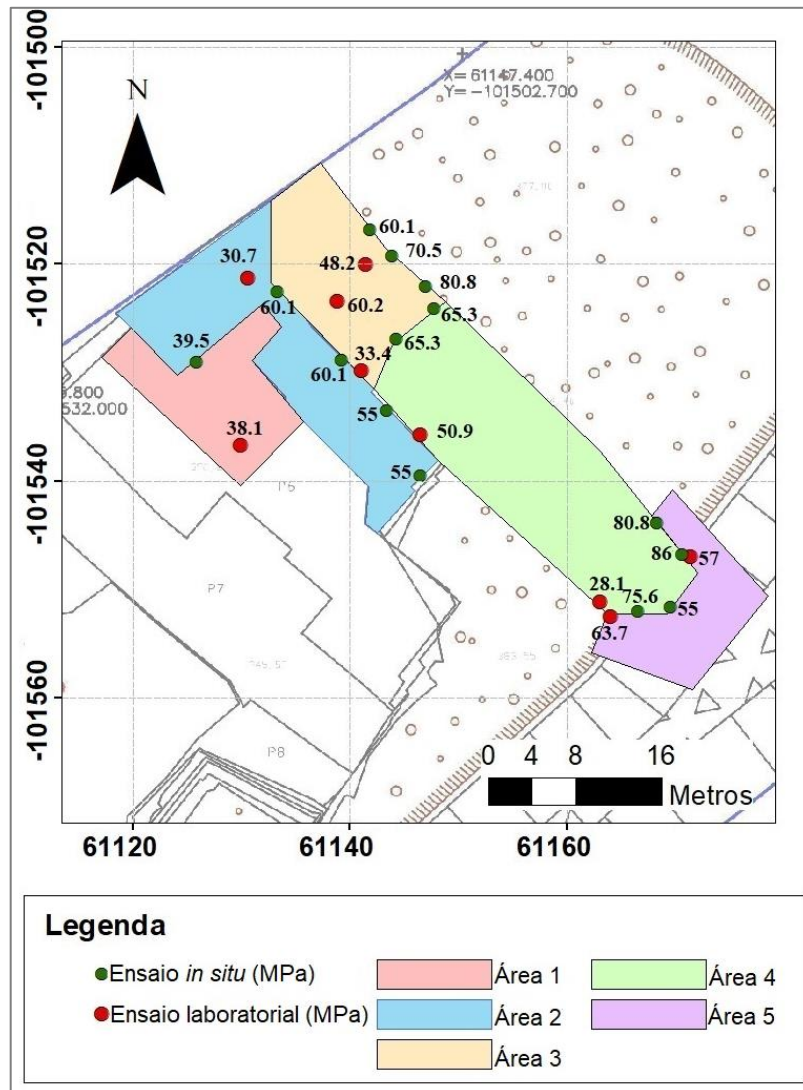 -101500
-101520
-101540
-101560
N
X= 61147.400
Y= -101502.700
60.1
70.5
30.7
48.2
80.8
60.1
60.2
65.3
39.5
65.3
60.1
33.4
.800
532.000
55
38.1
50.9
55
P6
80.8
86
57
P7
28.1
75.6
55
63.7
P8
0 4 8 16
Metros
61120
61140
61160
Legenda
Ensaio in situ (MPa)
Ensaio laboratorial (MPa)
Área 1
Área 2
Área 3
Área 4
Área 5